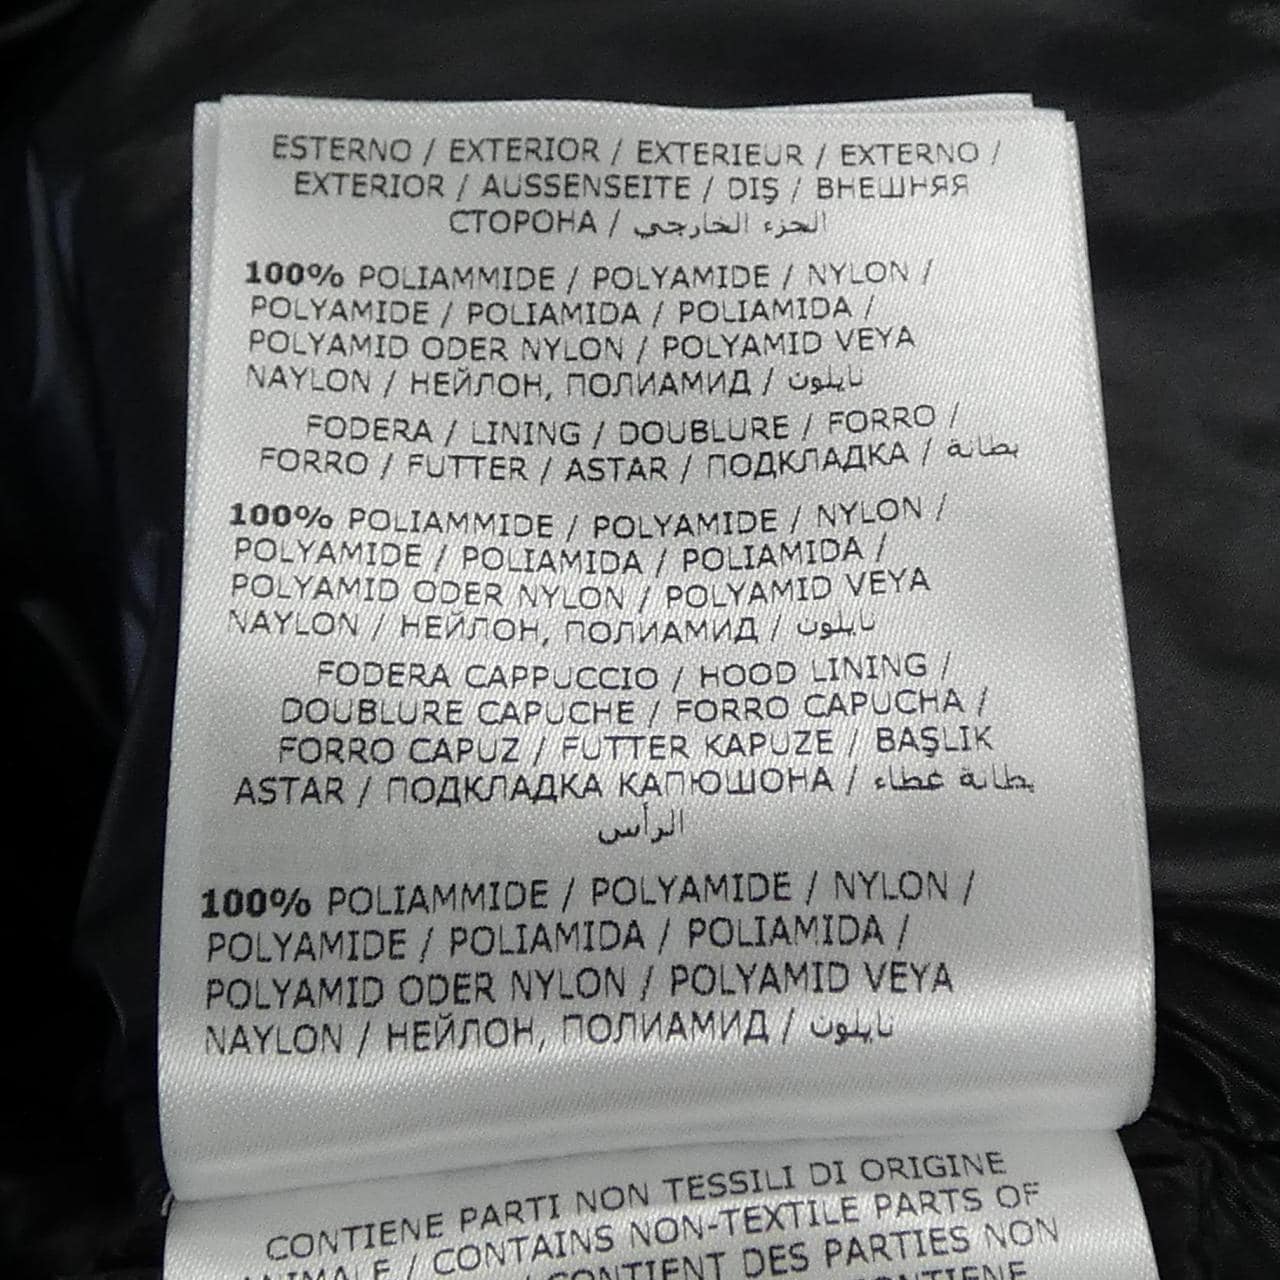 ESTERNO / EXTERIOR / EXTERIEUR / EXTERNO /
EXTERIOR / AUSSENSEITE / DIŞ / ВНЕШНЯЯ
СТОРОНА / الجزء الخارجي
100% POLIAMMIDE / POLYAMIDE / NYLON /
POLYAMIDE / POLIAMIDA / POLIAMIDA /
POLYAMID ODER NYLON / POLYAMID VEYA
NAYLON / НЕЙЛОН, ПОЛИАМИД / نايلون
FODERA / LINING / DOUBLURE / FORRO /
FORRO / FUTTER / ASTAR / ПОДКЛАДКА / بطانة
100% POLIAMMIDE / POLYAMIDE / NYLON /
POLYAMIDE / POLIAMIDA / POLIAMIDA /
POLYAMID ODER NYLON / POLYAMID VEYA
NAYLON / НЕЙЛОН, ПОЛИАМИД / نايلون
FODERA CAPPUCCIO / HOOD LINING /
DOUBLURE CAPUCHE / FORRO CAPUCHA /
FORRO CAPUZ / FUTTER KAPUZE / BAŞLIK
ASTAR / ПОДКЛАДКА КАПЮШОНА / بطانة غطاء
الرأس
100% POLIAMMIDE / POLYAMIDE / NYLON /
POLYAMIDE / POLIAMIDA / POLIAMIDA /
POLYAMID ODER NYLON / POLYAMID VEYA
NAYLON / НЕЙЛОН, ПОЛИАМИД / نايلون
CONTIENE PARTI NON TESSILI DI ORIGINE
ANIMALE / CONTAINS NON-TEXTILE PARTS OF
CONTIENT DES PARTIES NON